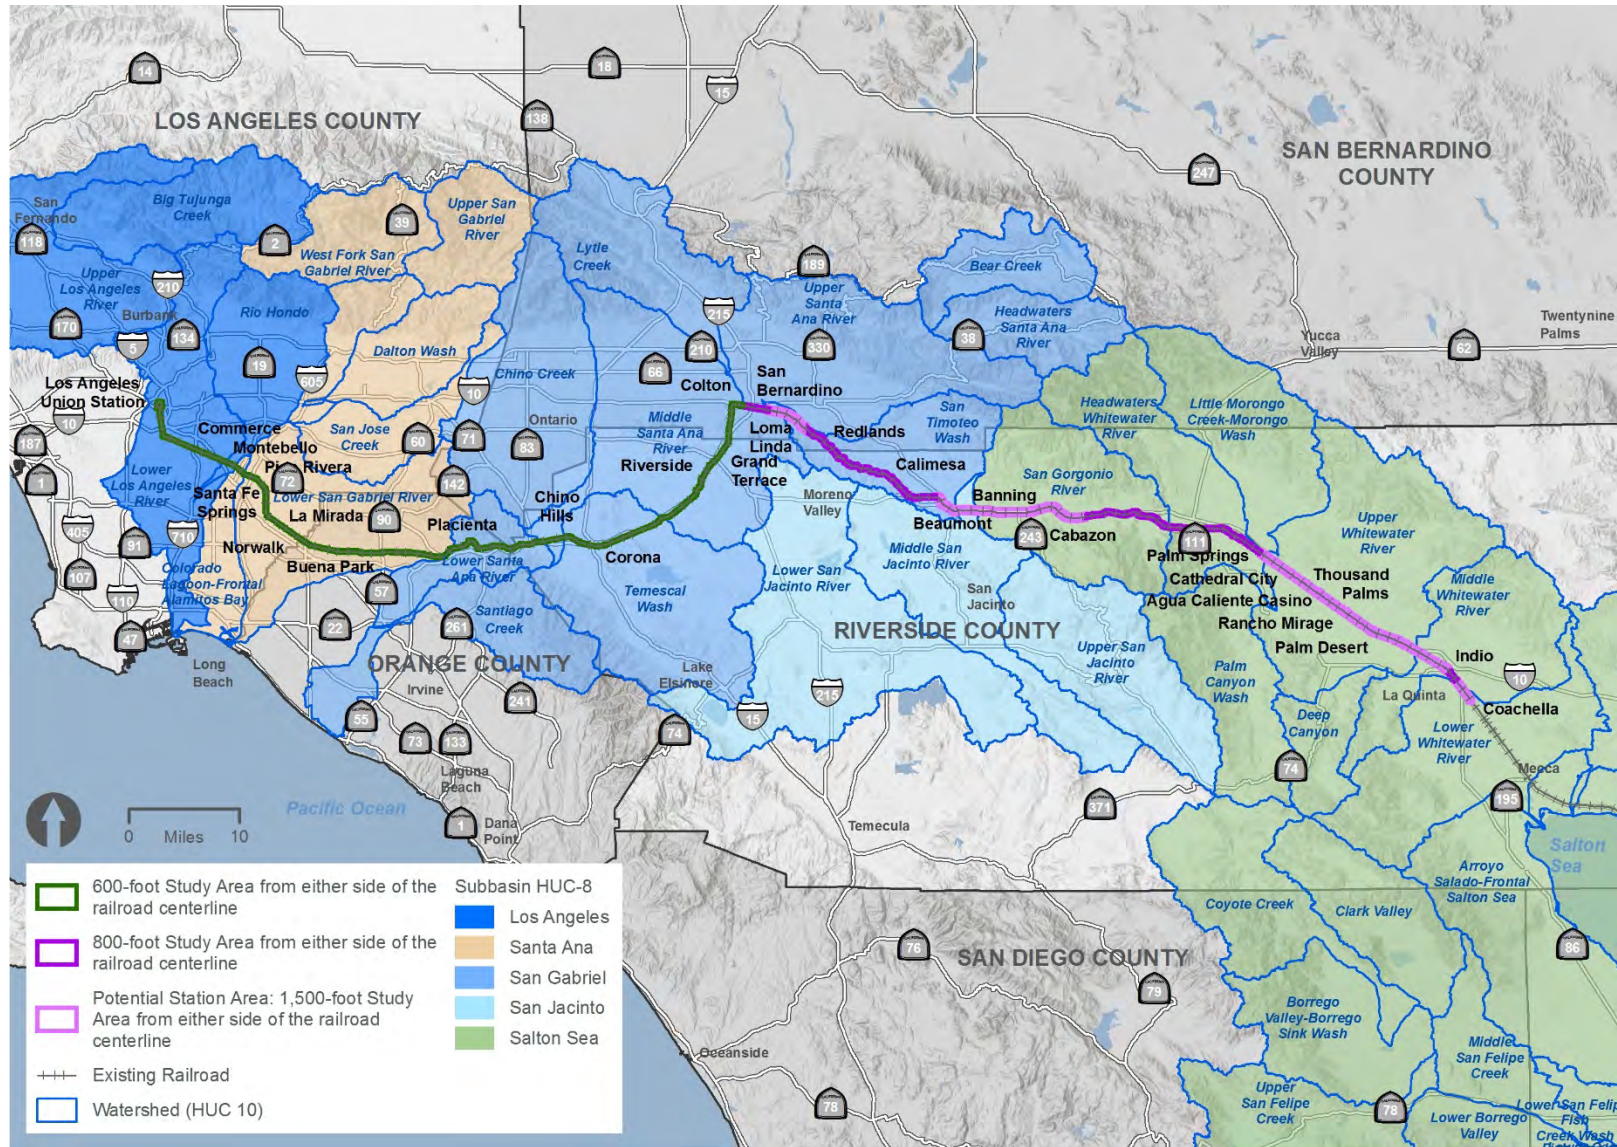 14
18
15
LOS ANGELES COUNTY
138
SAN BERNARDINO
COUNTY
247
San
Fernando
118
Big Tujunga
Creek
2
39
Upper San
Gabriel
River
West Fork San
Gabriel River
Lytle
Creek
189
Bear Creek
Upper
Los Angeles
River
210
Burbank
170
134
5
Rio Hondo
19
605
Dalton Wash
215
210
66
Upper
Santa
Ana River
330
38
Headwaters
Santa Ana
River
Yucca
Valley
62
Twentynine
Palms
Los Angeles
Union Station
10
187
1
Commerce
Montebello
Pico Rivera
72
San Jose
Creek
60
10
71
142
Chino Creek
Ontario
83
Colton
San
Bernardino
Middle
Santa Ana
River
Riverside
Loma
Linda
Grand
Terrace
Redlands
San
Timoteo
Wash
Calimesa
Headwaters
Whitewater
River
Little Morongo
Creek-Morongo
Wash
Lower
Los Angeles
River
Santa Fe
Springs
Lower San Gabriel River
La Mirada
90
Placienta
Chino
Hills
Moreno
Valley
San Gorgonio
River
Banning
Beaumont
243
Cabazon
Upper
Whitewater
River
405
91
710
107
110
47
Norwalk
Buena Park
Colorado
Lagoon-Frontal
Alamitos Bay
57
22
Lower Santa
Ana River
261
Santiago
Creek
Corona
Temescal
Wash
Lower San
Jacinto River
Middle San
Jacinto River
San
Jacinto
111
Palm Springs
Cathedral City
Agua Caliente Casino
Rancho Mirage
Palm Desert
Thousand
Palms
Middle
Whitewater
River
Long
Beach
ORANGE COUNTY
Irvine
55
73
133
241
Lake
Elsinore
74
15
215
RIVERSIDE COUNTY
Upper San
Jacinto
River
Palm
Canyon
Wash
Deep
Canyon
74
La Quinta
Indio
10
Coachella
Lower
Whitewater
River
Mecca
195
Laguna
Beach
1
Dana
Point
Pacific Ocean
0
10
Miles
Temecula
371
Salton
Sea
Arroyo
Salado-Frontal
Salton Sea
Coyote Creek
Clark Valley
86
76
SAN DIEGO COUNTY
79
Borrego
Valley-Borrego
Sink Wash
Middle
San Felipe
Creek
Oceanside
78
Upper
San Felipe
Creek
78
Lower Borrego
Valley
Lower San Felip
Fish
Creek Wash
600-foot Study Area from either side of the
railroad centerline
800-foot Study Area from either side of the
railroad centerline
Potential Station Area: 1,500-foot Study
Area from either side of the railroad
centerline
Existing Railroad
Watershed (HUC 10)
Subbasin HUC-8
Los Angeles
Santa Ana
San Gabriel
San Jacinto
Salton Sea